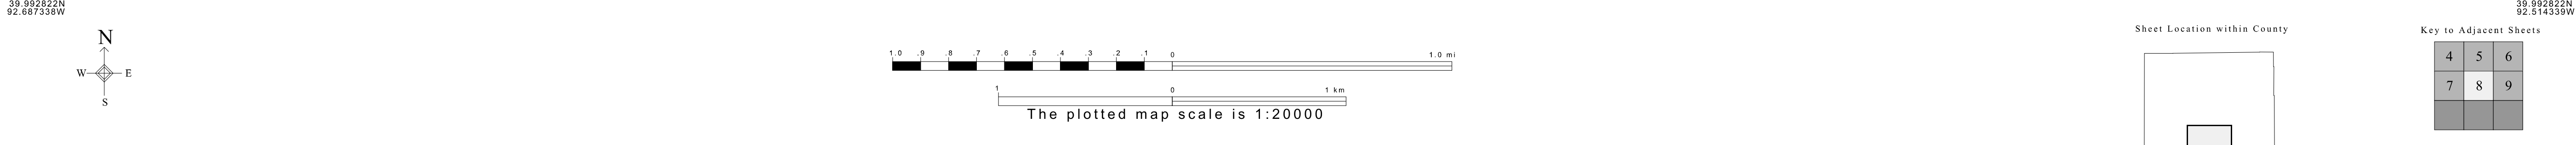 39.992822N
92.687338W
N
W E
S
1.0 .9 .8 .7 .6 .5 .4 .3 .2 .1 0 1.0 mi
1 0 1 km
The plotted map scale is 1:20000
Sheet Location within County
39.992822N
92.514339W
Key to Adjacent Sheets
4 5 6
7 8 9